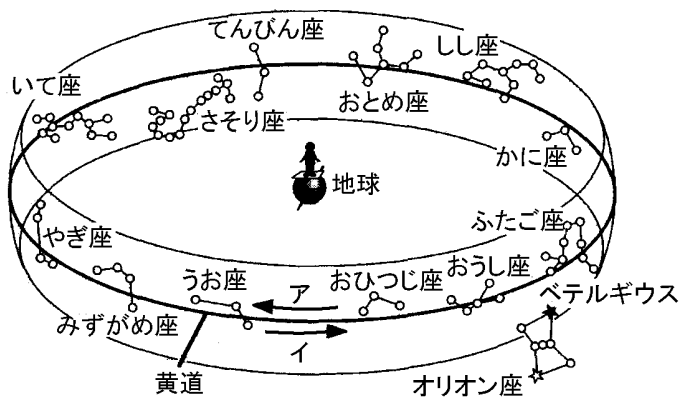 てんびん座
しし座
いて座
おとめ座
さそり座
かに座
地球
ふたご座
やぎ座
うお座
ア
おひつじ座
おうし座
ベテルギウス
みずがめ座
イ
黄道
オリオン座